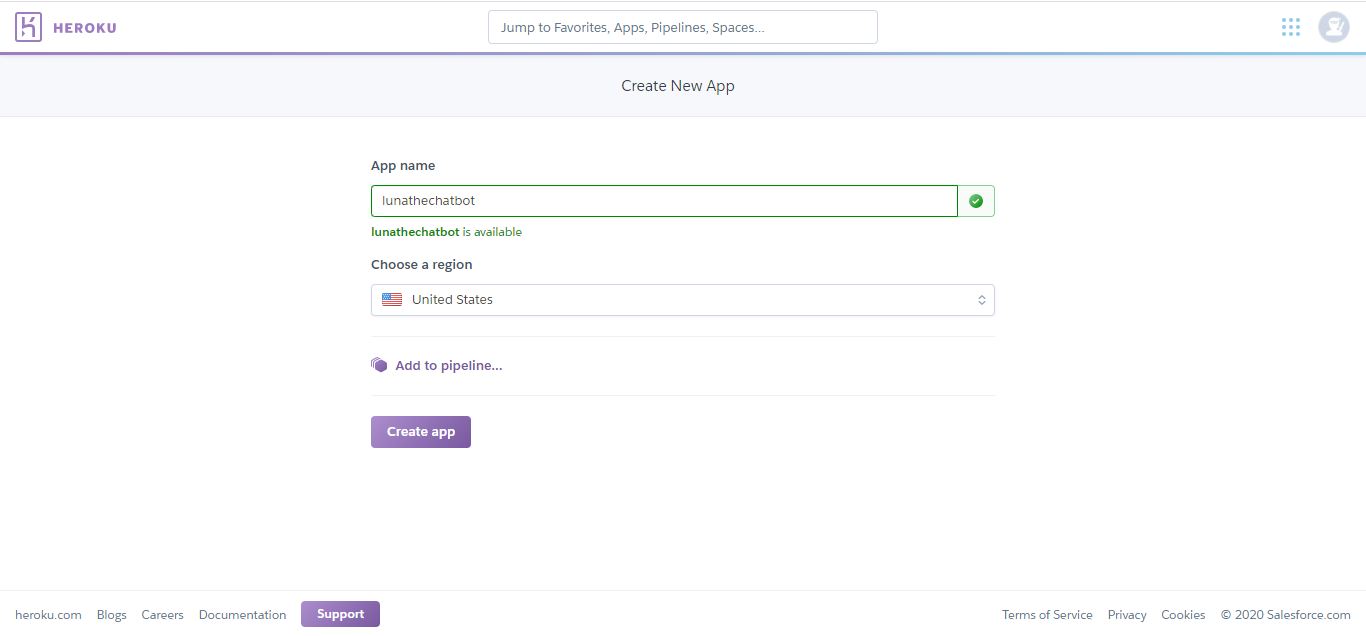 HEROKU
Jump to Favorites, Apps, Pipelines, Spaces...
Create New App
App name
lunathechatbot
lunathechatbot is available
Choose a region
United States
Add to pipeline...
Create app
heroku.com Blogs Careers Documentation Support Terms of Service Privacy Cookies © 2020 Salesforce.com